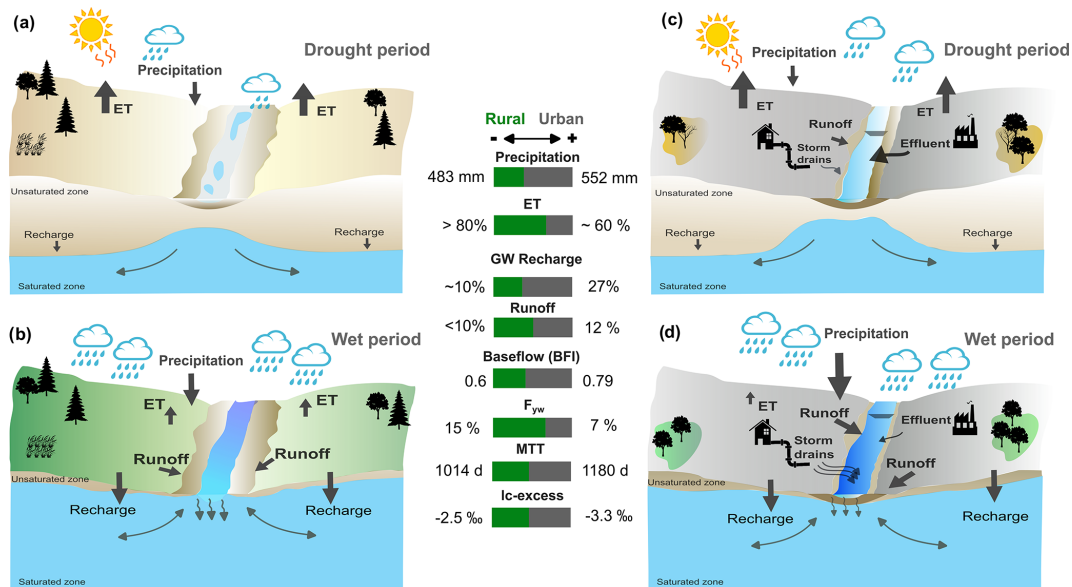 (a)
Drought period
Precipitation
ET
ET
Unsaturated zone
Recharge
Recharge
Saturated zone
(b)
Wet period
Precipitation
ET
ET
Runoff
Runoff
Unsaturated zone
Recharge
Recharge
Saturated zone
Rural
Urban
- +
Precipitation
483 mm
552 mm
ET
> 80%
~ 60 %
GW Recharge
~10%
27%
Runoff
<10%
12 %
Baseflow (BFI)
0.6
0.79
Fyw
15 %
7 %
MTT
1014 d
1180 d
lc-excess
-2.5 ‰
-3.3 ‰
(c)
Drought period
Precipitation
ET
ET
Runoff
Storm
drains
Effluent
Unsaturated zone
Recharge
Recharge
Saturated zone
(d)
Precipitation
Wet period
ET
Runoff
Effluent
Storm
drains
Runoff
Unsaturated zone
Recharge
Recharge
Saturated zone